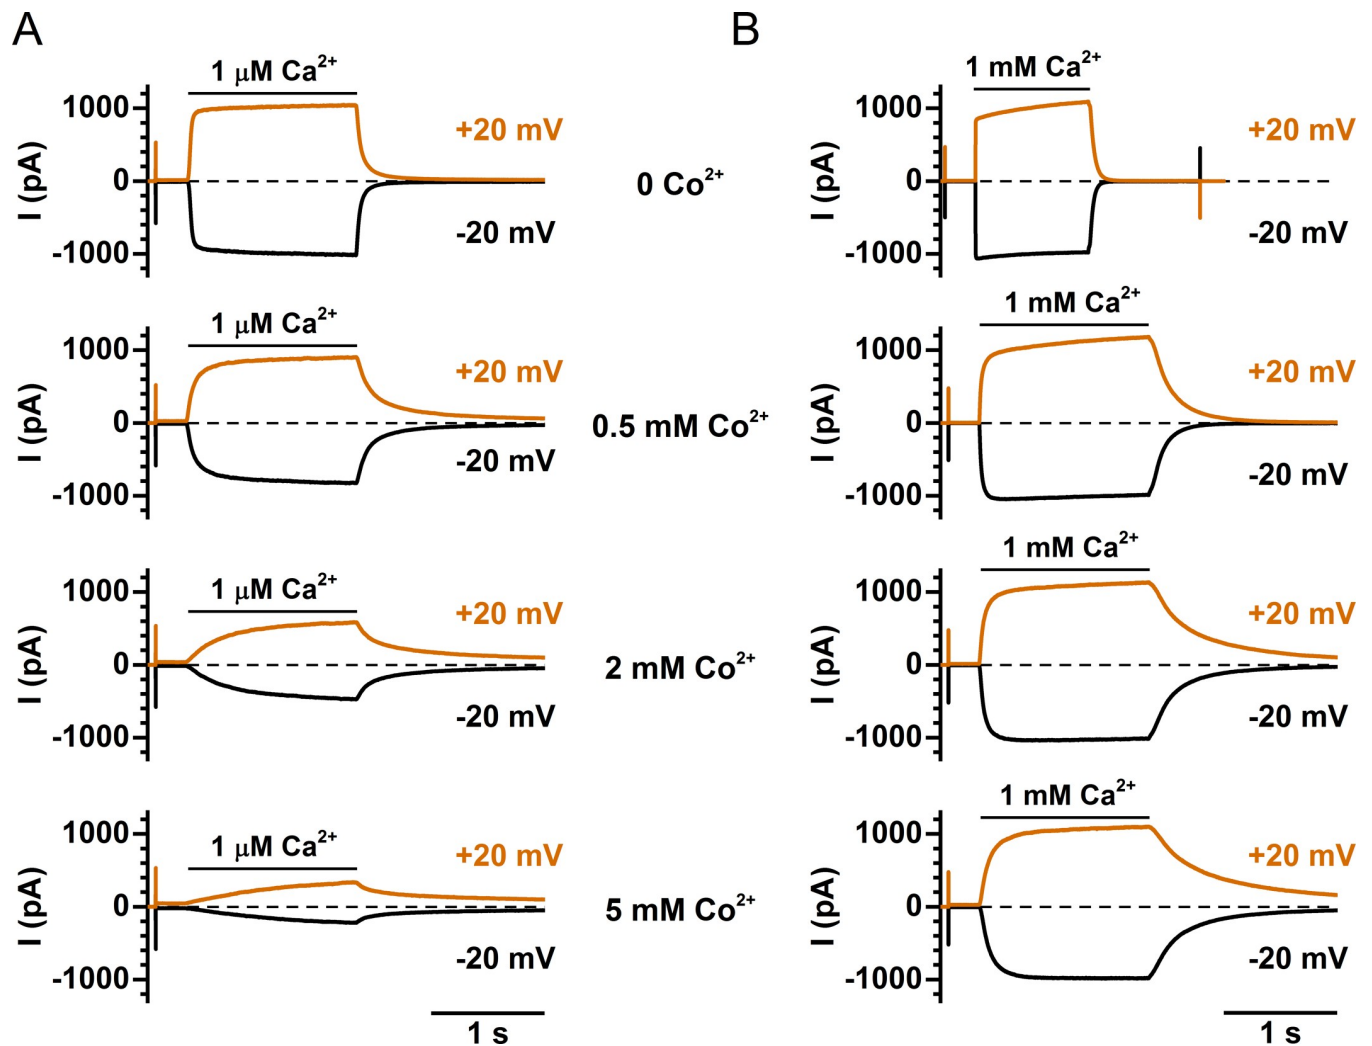 A
B
1 μM Ca²⁺
1000
0
-1000
I (pA)
+20 mV
-20 mV
0 Co²⁺
1 mM Ca²⁺
1000
0
-1000
I (pA)
+20 mV
-20 mV
1 μM Ca²⁺
1000
0
-1000
I (pA)
+20 mV
-20 mV
0.5 mM Co²⁺
1 mM Ca²⁺
1000
0
-1000
I (pA)
+20 mV
-20 mV
1 μM Ca²⁺
1000
0
-1000
I (pA)
+20 mV
-20 mV
2 mM Co²⁺
1 mM Ca²⁺
1000
0
-1000
I (pA)
+20 mV
-20 mV
1 μM Ca²⁺
1000
0
-1000
I (pA)
+20 mV
-20 mV
5 mM Co²⁺
1 mM Ca²⁺
1000
0
-1000
I (pA)
+20 mV
-20 mV
1 s
1 s